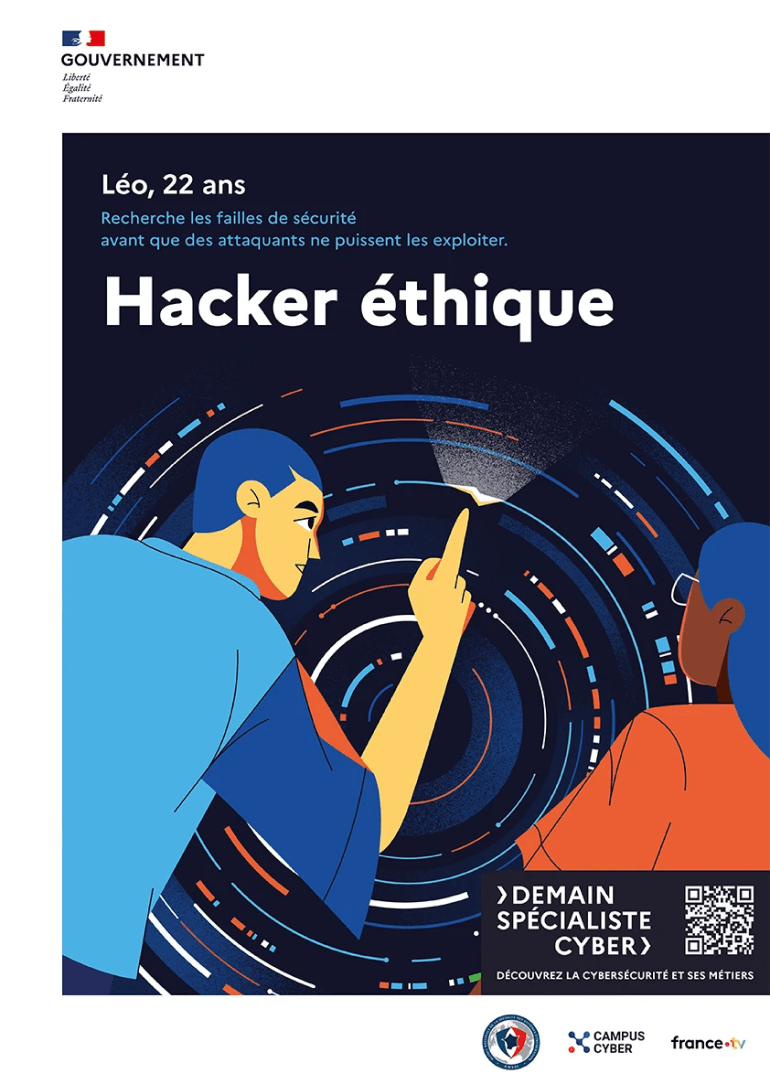 GOUVERNEMENT
Liberté
Égalité
Fraternité
Léo, 22 ans
Recherche les failles de sécurité
avant que des attaquants ne puissent les exploiter.
Hacker éthique
❯DEMAIN
SPÉCIALISTE
CYBER❯
DÉCOUVREZ LA CYBERSÉCURITÉ ET SES MÉTIERS
CAMPUS
CYBER
france•tv